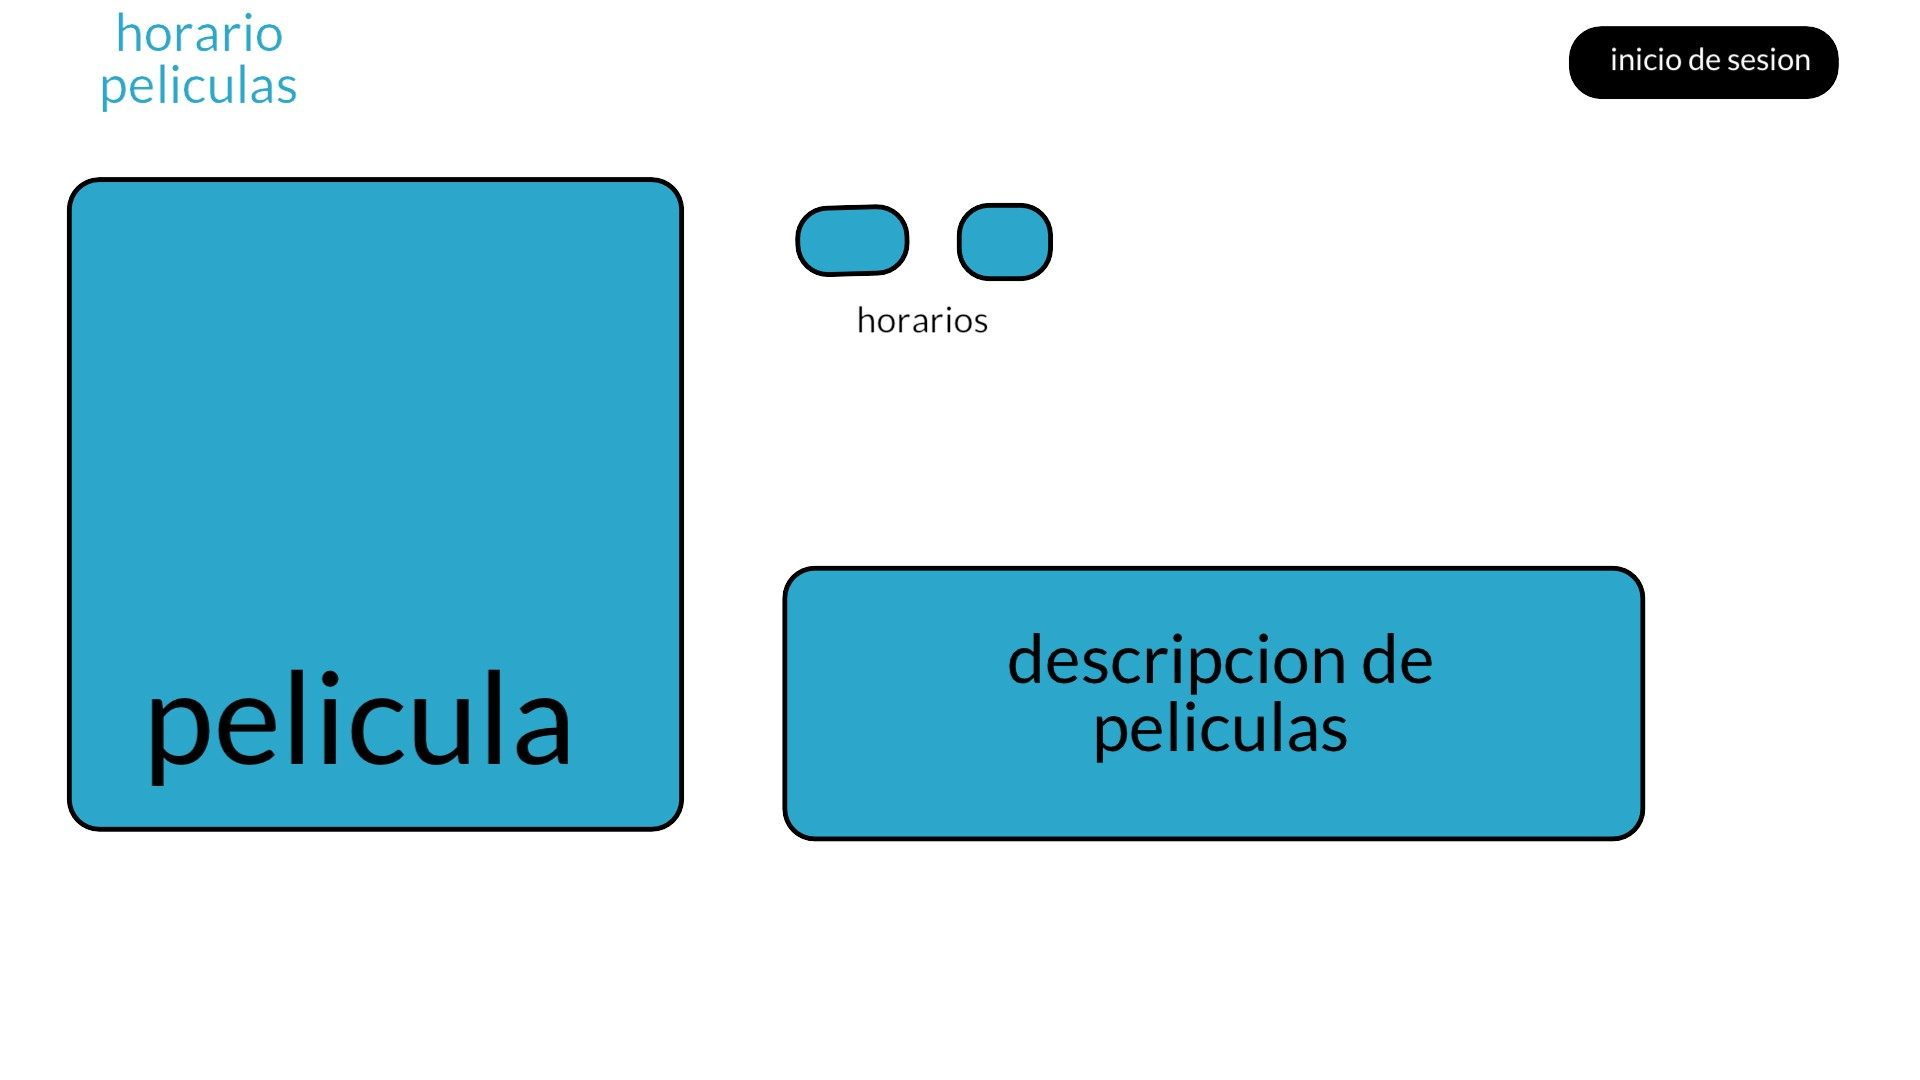 horario
peliculas
inicio de sesion
horarios
pelicula
descripcion de
peliculas